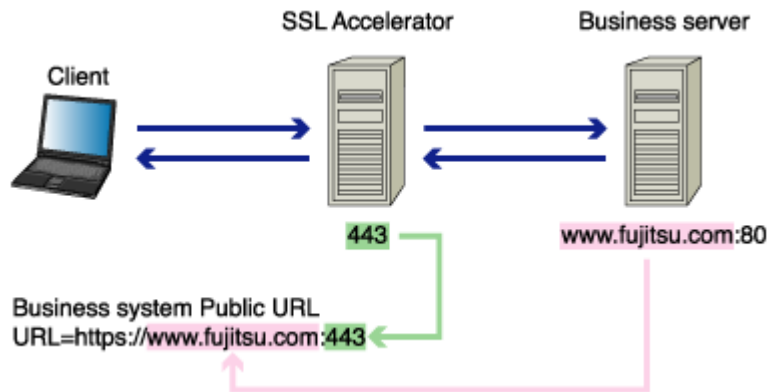 SSL Accelerator
Business server
Client
443
www.fujitsu.com:80
Business system Public URL
URL=https://www.fujitsu.com:443